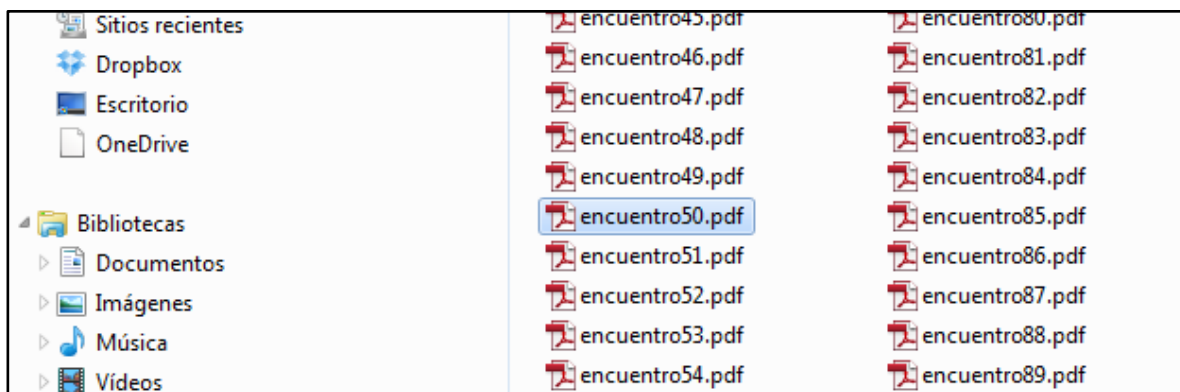 Sitios recientes
Dropbox
Escritorio
OneDrive
Bibliotecas
Documentos
Imágenes
Música
Vídeos
encuentro45.pdf
encuentro46.pdf
encuentro47.pdf
encuentro48.pdf
encuentro49.pdf
encuentro50.pdf
encuentro51.pdf
encuentro52.pdf
encuentro53.pdf
encuentro54.pdf
encuentro80.pdf
encuentro81.pdf
encuentro82.pdf
encuentro83.pdf
encuentro84.pdf
encuentro85.pdf
encuentro86.pdf
encuentro87.pdf
encuentro88.pdf
encuentro89.pdf